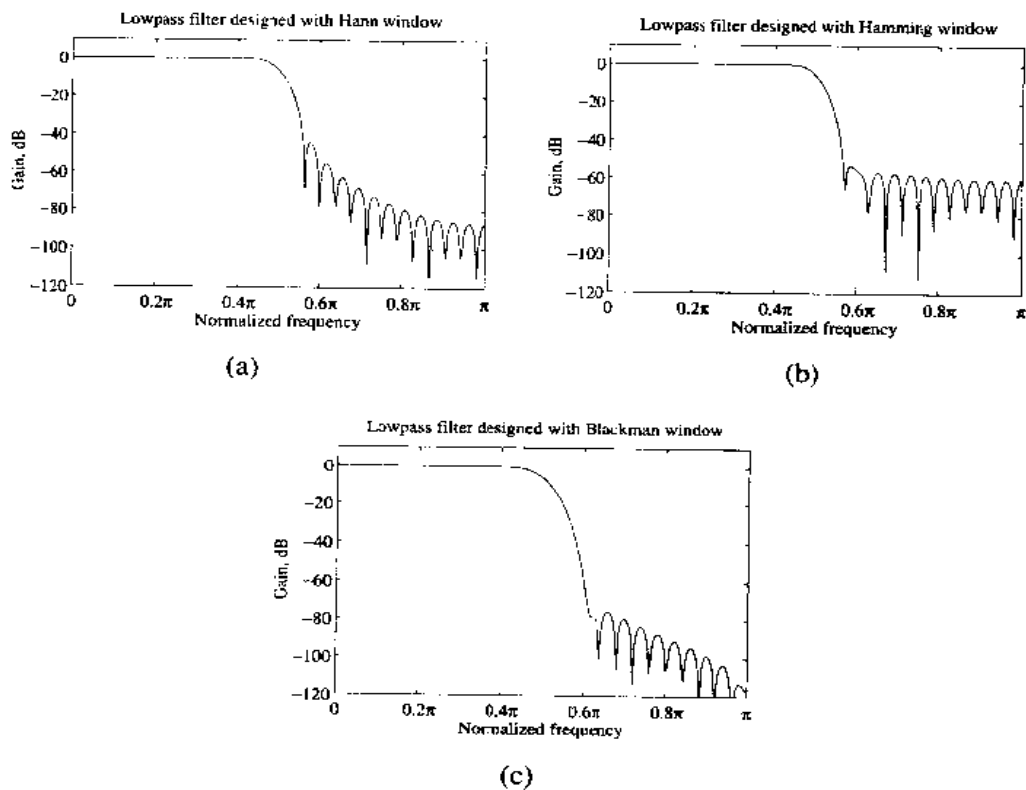 Lowpass filter designed with Hann window
0
−20
−40
−60
−80
−100
−120
Gain, dB
0
0.2π
0.4π
0.6π
0.8π
π
Normalized frequency
(a)
Lowpass filter designed with Hamming window
0
−20
−40
−60
−80
−100
−120
Gain, dB
0
0.2π
0.4π
0.6π
0.8π
π
Normalized frequency
(b)
Lowpass filter designed with Blackman window
0
−20
−40
−60
−80
−100
−120
Gain, dB
0
0.2π
0.4π
0.6π
0.8π
π
Normalized frequency
(c)